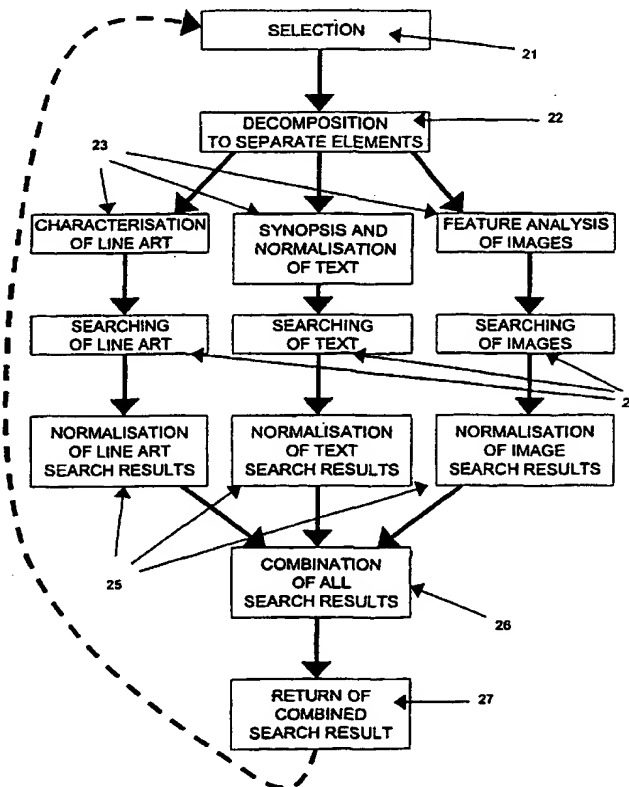 SELECTION
21
DECOMPOSITION
TO SEPARATE ELEMENTS
22
23
CHARACTERISATION
OF LINE ART
SYNOPSIS AND
NORMALISATION
OF TEXT
FEATURE ANALYSIS
OF IMAGES
SEARCHING
OF LINE ART
SEARCHING
OF TEXT
SEARCHING
OF IMAGES
NORMALISATION
OF LINE ART
SEARCH RESULTS
NORMALISATION
OF TEXT
SEARCH RESULTS
NORMALISATION
OF IMAGE
SEARCH RESULTS
25
COMBINATION
OF ALL
SEARCH RESULTS
26
RETURN OF
COMBINED
SEARCH RESULT
27